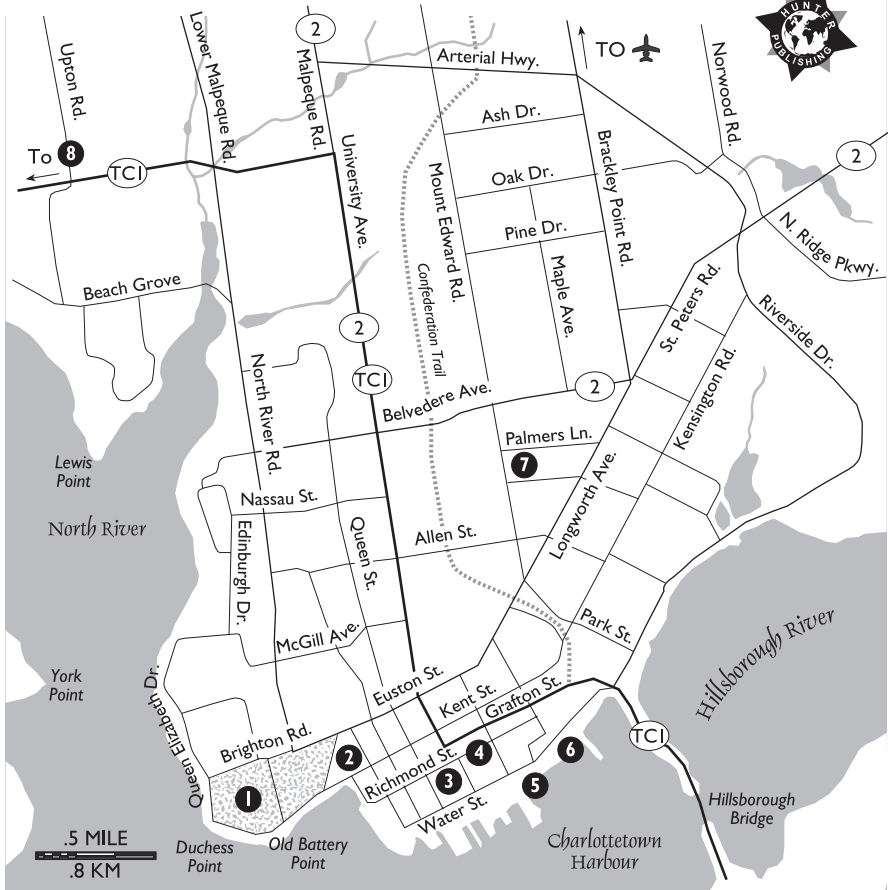 HUNTER
PUBLISHING
Upton Rd.
Lower Malpeque Rd.
2
Malpeque Rd.
Arterial Hwy.
TO
Norwood Rd.
Ash Dr.
To 8
TC1
University Ave.
Mount Edward Rd.
Oak Dr.
Brackley Point Rd.
2
Pine Dr.
N. Ridge Pkwy.
Beach Grove
Confederation Trail
Maple Ave.
St. Peters Rd.
Riverside Dr.
2
TC1
North River Rd.
Belvedere Ave.
2
Kensington Rd.
Palmers Ln.
7
Lewis
Point
Nassau St.
Longworth Ave.
North River
Edinburgh Dr.
Queen St.
Allen St.
McGill Ave.
Park St.
Hillsborough River
York
Point
Queen Elizabeth Dr.
Euston St.
Kent St.
Grafton St.
Brighton Rd.
2
Richmond St.
4
6
TC1
1
3
5
Water St.
Hillsborough
Bridge
.5 MILE
.8 KM
Duchess
Point
Old Battery
Point
Charlottetown
Harbour